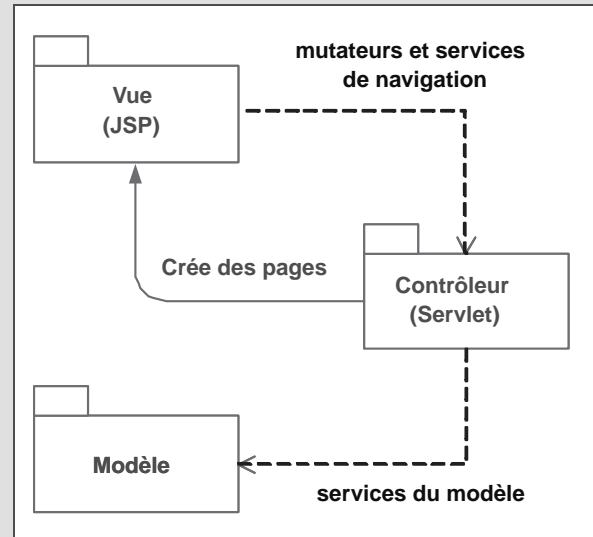 mutateurs et services
de navigation
Vue
(JSP)
Crée des pages
Contrôleur
(Servlet)
Modèle
services du modèle